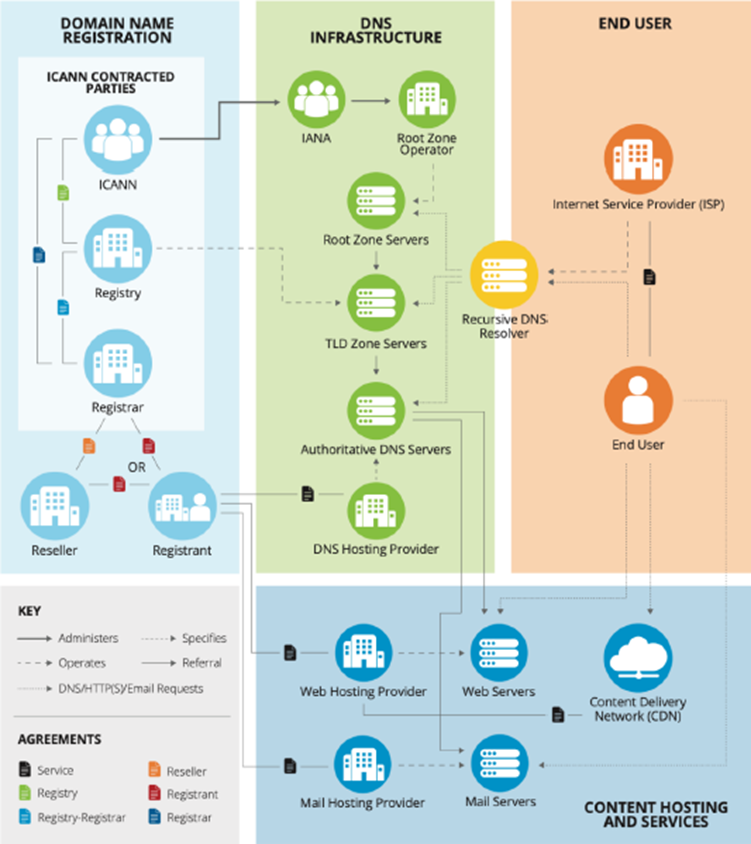 DOMAIN NAME
REGISTRATION
ICANN CONTRACTED
PARTIES
ICANN
Registry
Registrar
OR
Reseller
Registrant
DNS
INFRASTRUCTURE
IANA
Root Zone
Operator
Root Zone Servers
TLD Zone Servers
Authoritative DNS Servers
DNS Hosting Provider
Recursive DNS
Resolver
END USER
Internet Service Provider (ISP)
End User
KEY
Administers
Specifies
Operates
Referral
DNS/HTTP(S)/Email Requests
AGREEMENTS
Service
Reseller
Registry
Registrant
Registry-Registrar
Registrar
Web Hosting Provider
Web Servers
Content Delivery
Network (CDN)
Mail Hosting Provider
Mail Servers
CONTENT HOSTING
AND SERVICES